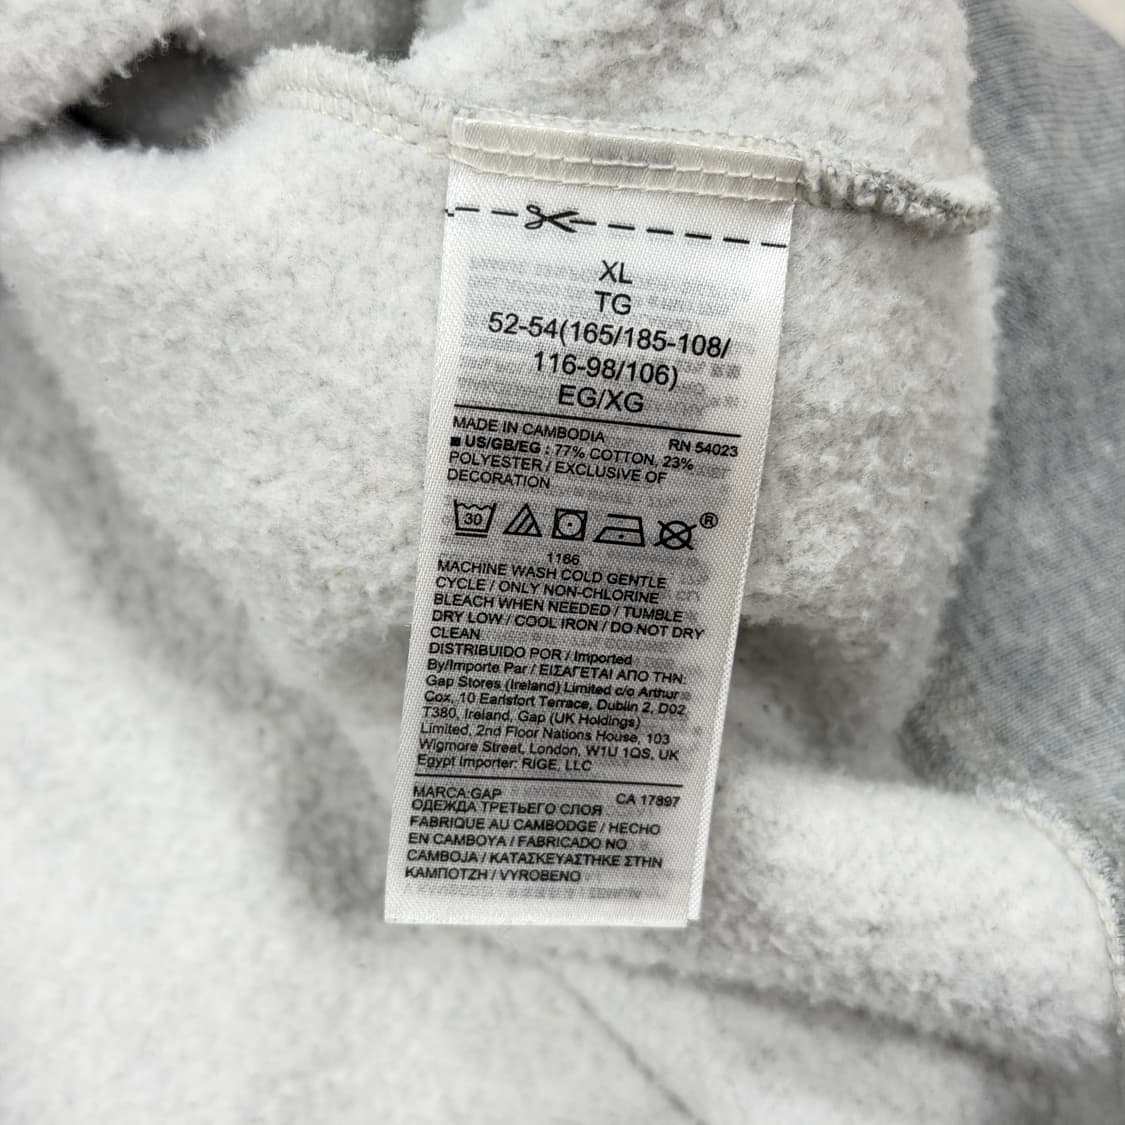 XL
TG
52-54(165/185-108/
116-98/106)
EG/XG
MADE IN CAMBODIA RN 54023
US/GB/EG : 77% COTTON, 23%
POLYESTER / EXCLUSIVE OF
DECORATION
30 ®
1166
MACHINE WASH COLD GENTLE
CYCLE / ONLY NON-CHLORINE
BLEACH WHEN NEEDED / TUMBLE
DRY LOW / COOL IRON / DO NOT DRY
CLEAN
DISTRIBUIDO POR / Imported
By/Importe Par / ΕΙΣΑΓΕΤΑΙ ΑΠΟ ΤΗΝ:
Gap Stores (Ireland) Limited c/o Arthur
Cox, 10 Earlsfort Terrace, Dublin 2, D02
T380, Ireland, Gap (UK Holdings)
Limited, 2nd Floor Nations House, 103
Wigmore Street, London, W1U 1QS, UK
Egypt Importer: RIGE, LLC
MARCA:GAP CA 17897
ОДЕЖДА ТРЕТЬЕГО СЛОЯ
FABRIQUE AU CAMBODGE / HECHO
EN CAMBOYA / FABRICADO NO
CAMBOJA / ΚΑΤΑΣΚΕΥΑΣΤΗΚΕ ΣΤΗΝ
ΚΑΜΠΟΤΖΗ / VYROBENO